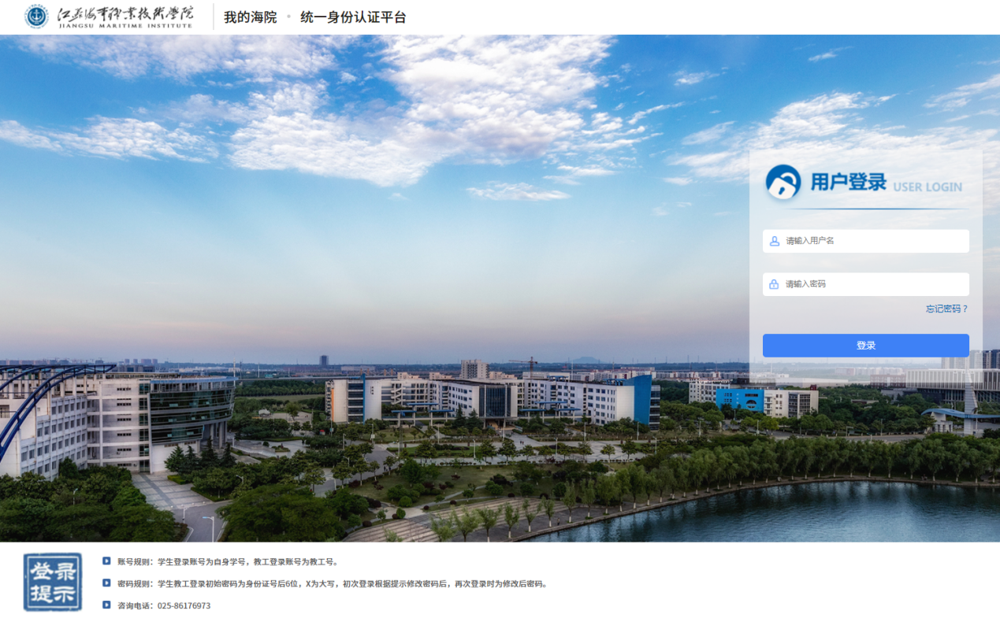 江苏海事职业技术学院
JIANGSU MARITIME INSTITUTE
我的海院 • 统一身份认证平台
用户登录 USER LOGIN
请输入用户名
请输入密码
忘记密码？
登录
登录
提示
账号规则：学生登录账号为自身学号，教工登录账号为教工号。
密码规则：学生教工登录初始密码为身份证号后6位，X为大写，初次登录根据提示修改密码后，再次登录时为修改后密码。
咨询电话：025-86176973